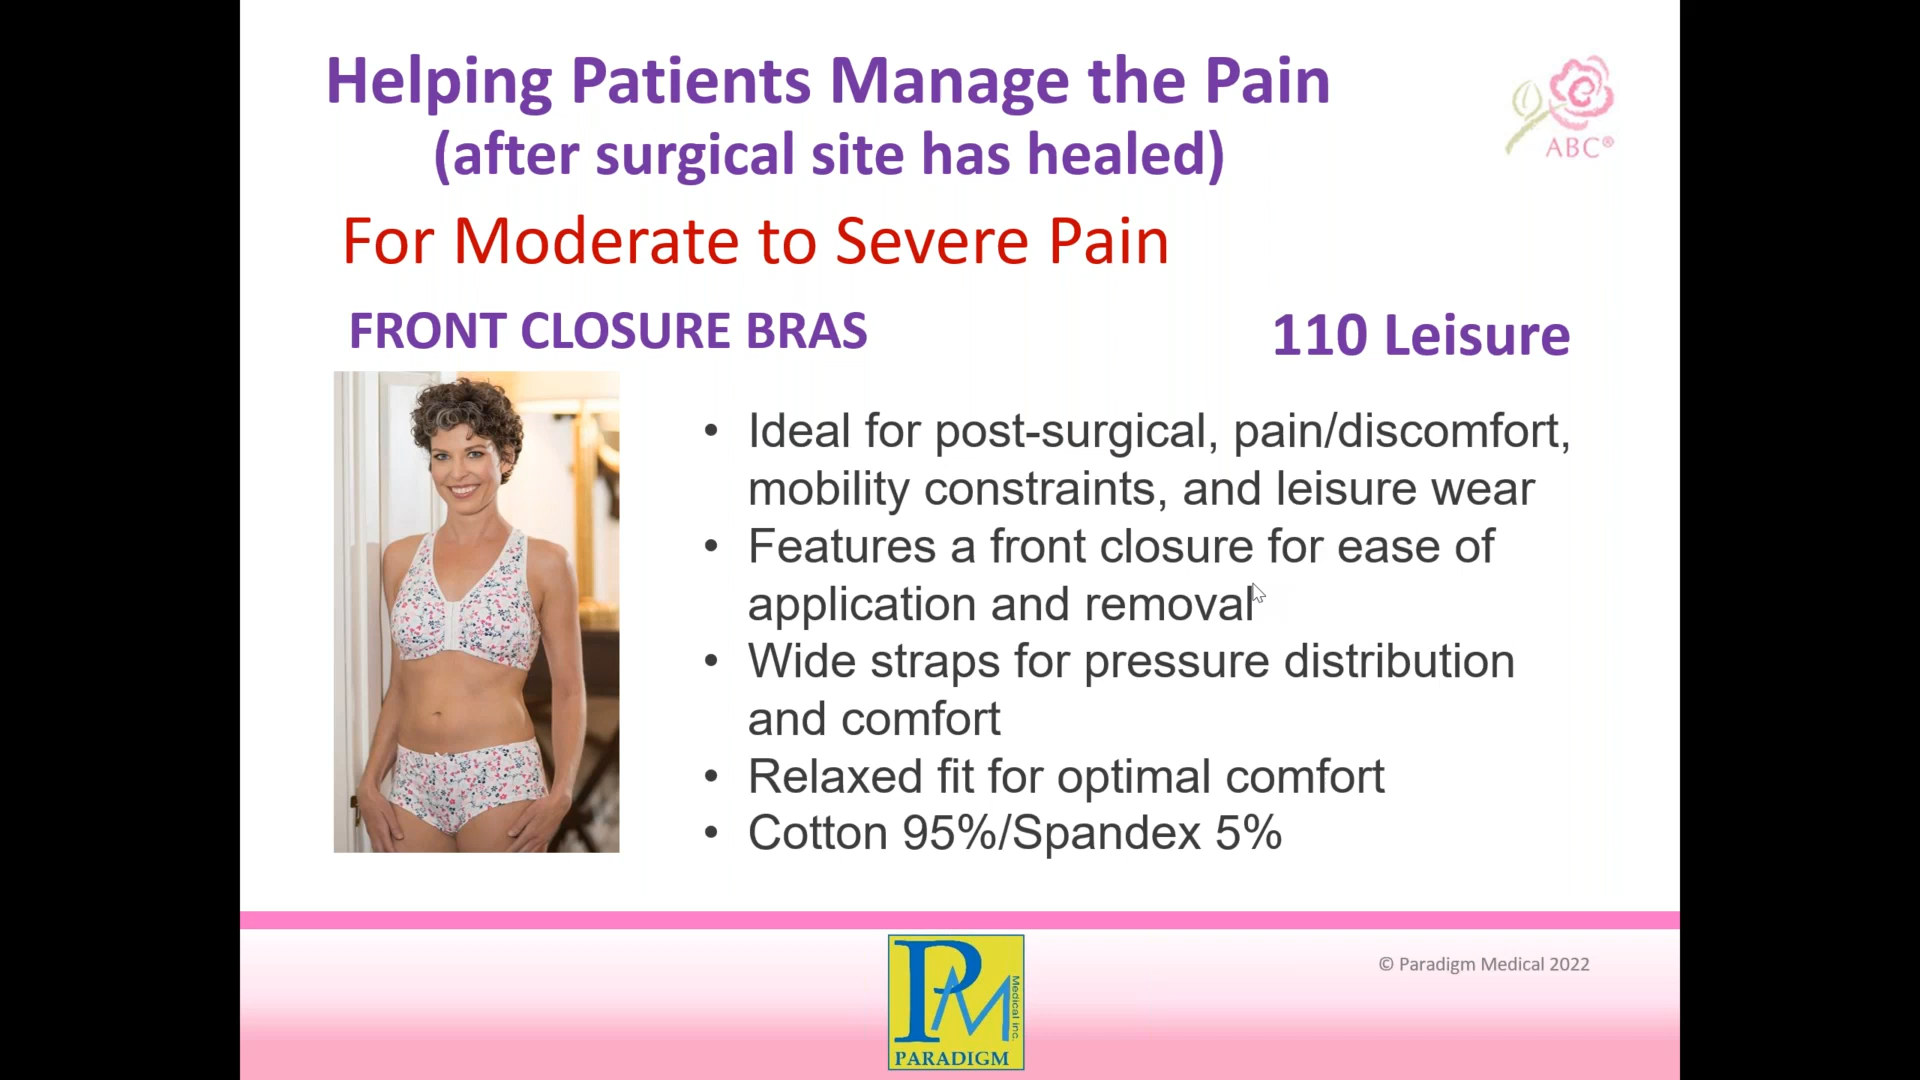 Helping Patients Manage the Pain
(after surgical site has healed)
ABC®
For Moderate to Severe Pain
FRONT CLOSURE BRAS
110 Leisure
• Ideal for post-surgical, pain/discomfort,
mobility constraints, and leisure wear
• Features a front closure for ease of
application and removal
• Wide straps for pressure distribution
and comfort
• Relaxed fit for optimal comfort
• Cotton 95%/Spandex 5%
PM
Medical inc.
PARADIGM
© Paradigm Medical 2022